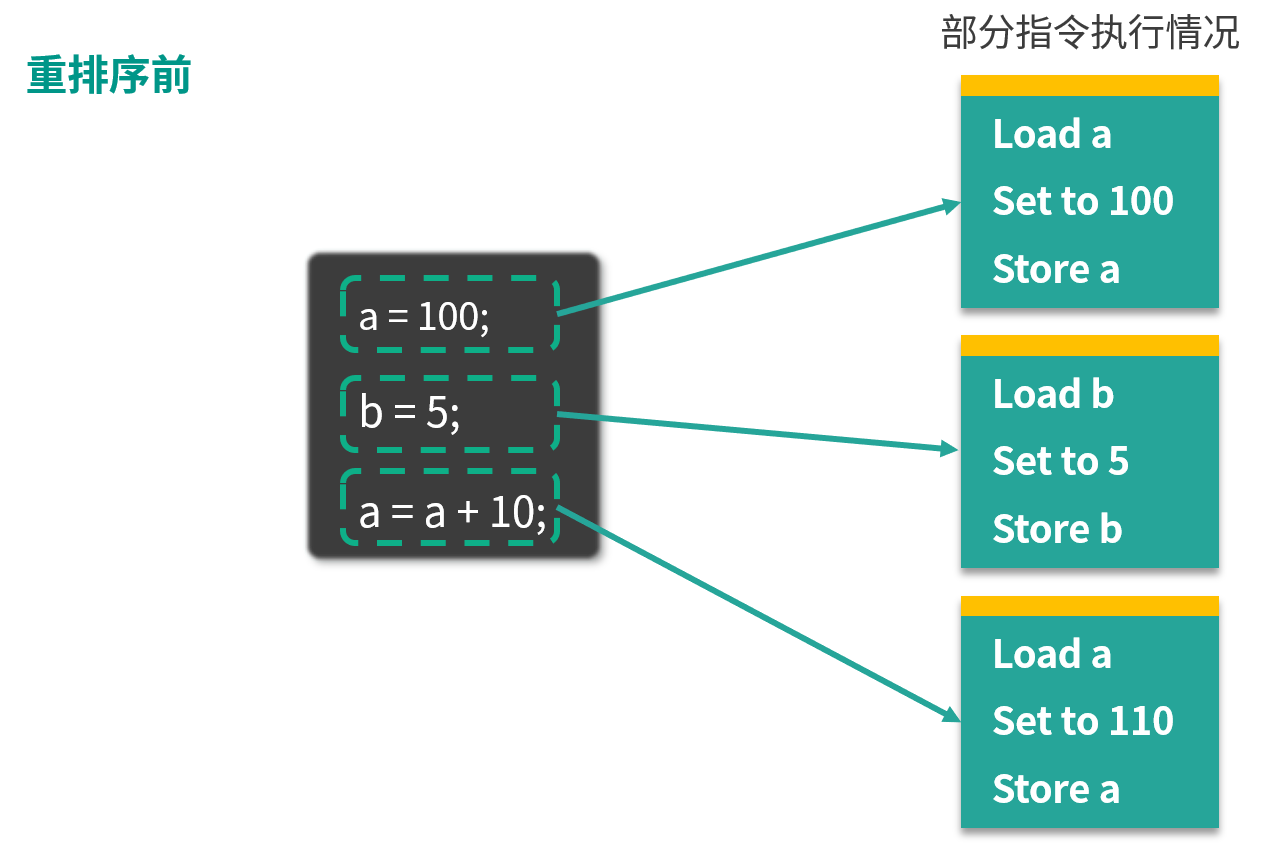 部分指令执行情况
重排序前
a = 100;
b = 5;
a = a + 10;
Load a
Set to 100
Store a
Load b
Set to 5
Store b
Load a
Set to 110
Store a